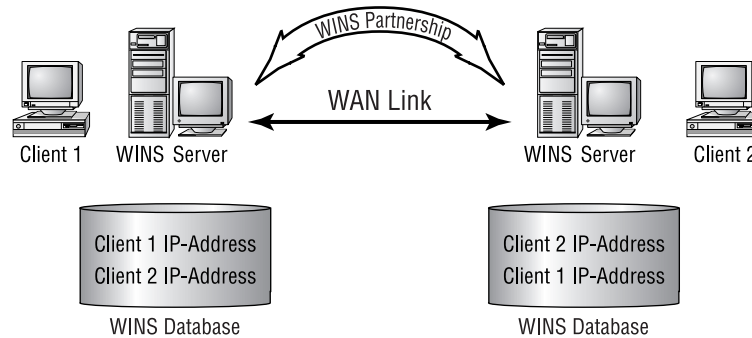 WINS Partnership
WAN Link
Client 1
WINS Server
WINS Server
Client 2
Client 1 IP-Address
Client 2 IP-Address
Client 2 IP-Address
Client 1 IP-Address
WINS Database
WINS Database